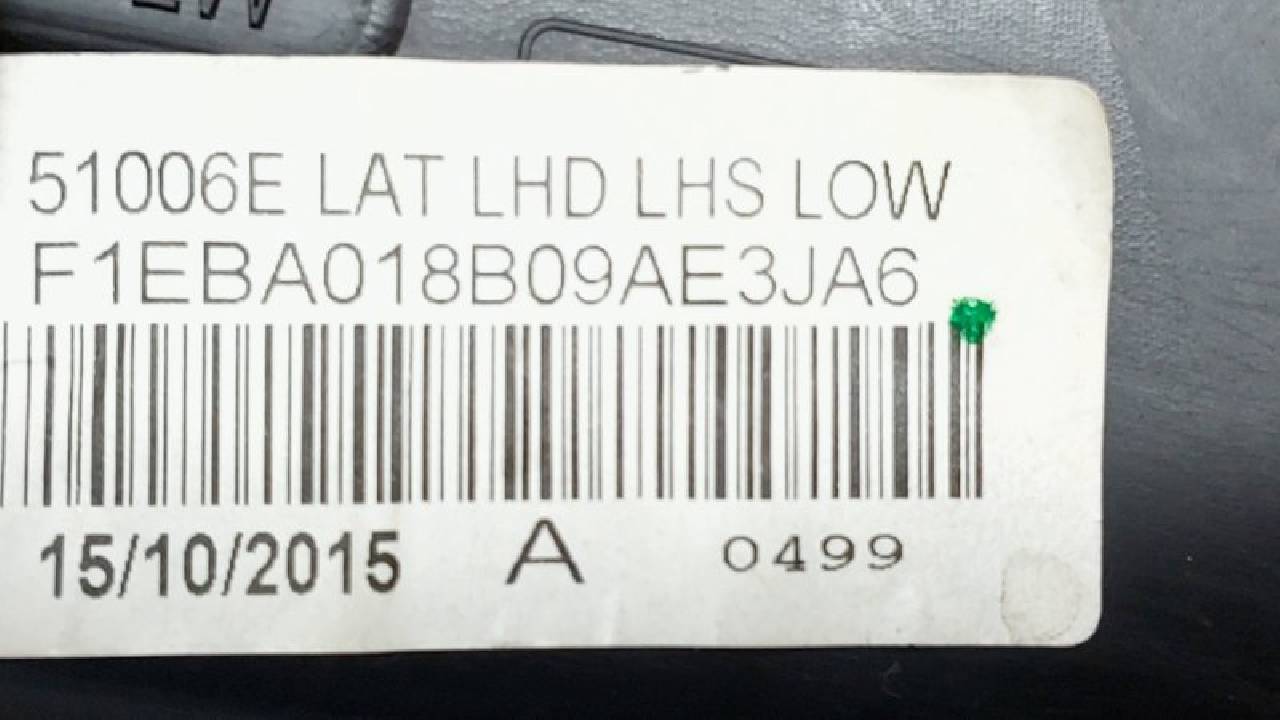 51006E LAT LHD LHS LOW
F1EBA018B09AE3JA6
15/10/2015 A 0499